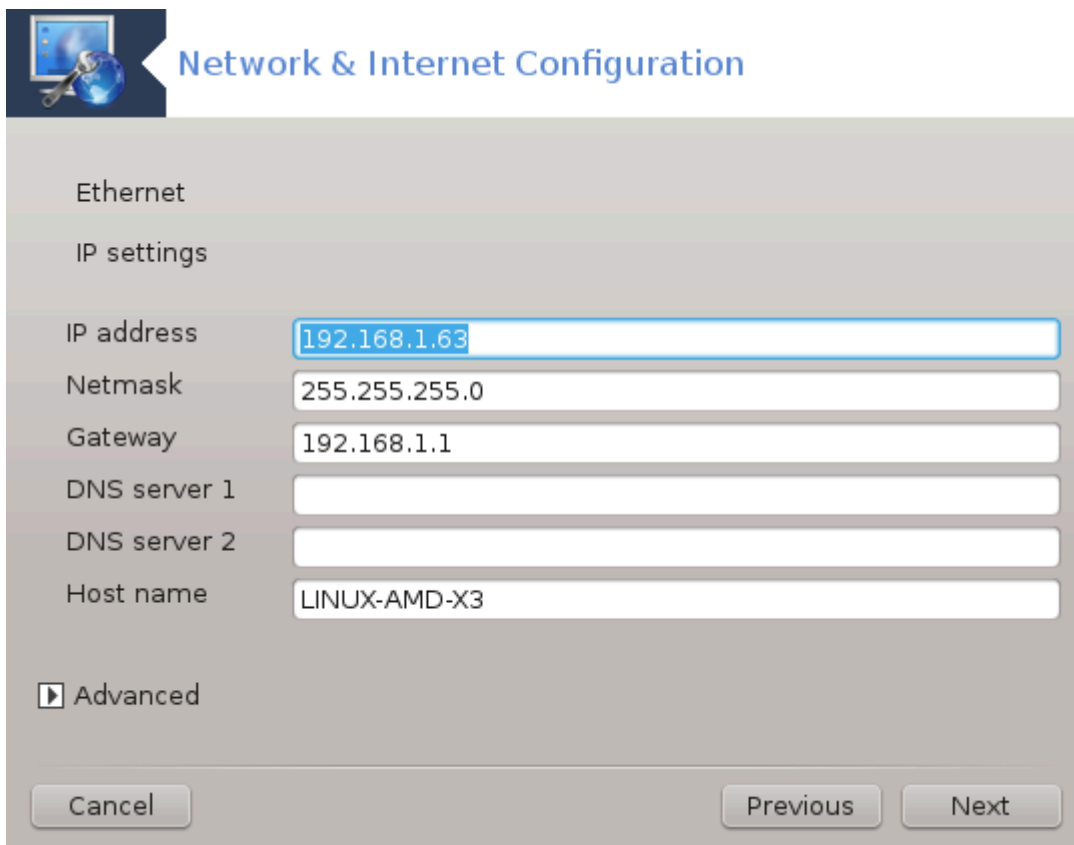 Network & Internet Configuration
Ethernet
IP settings
IP address 192.168.1.63
Netmask 255.255.255.0
Gateway 192.168.1.1
DNS server 1
DNS server 2
Host name LINUX-AMD-X3
Advanced
Cancel Previous Next